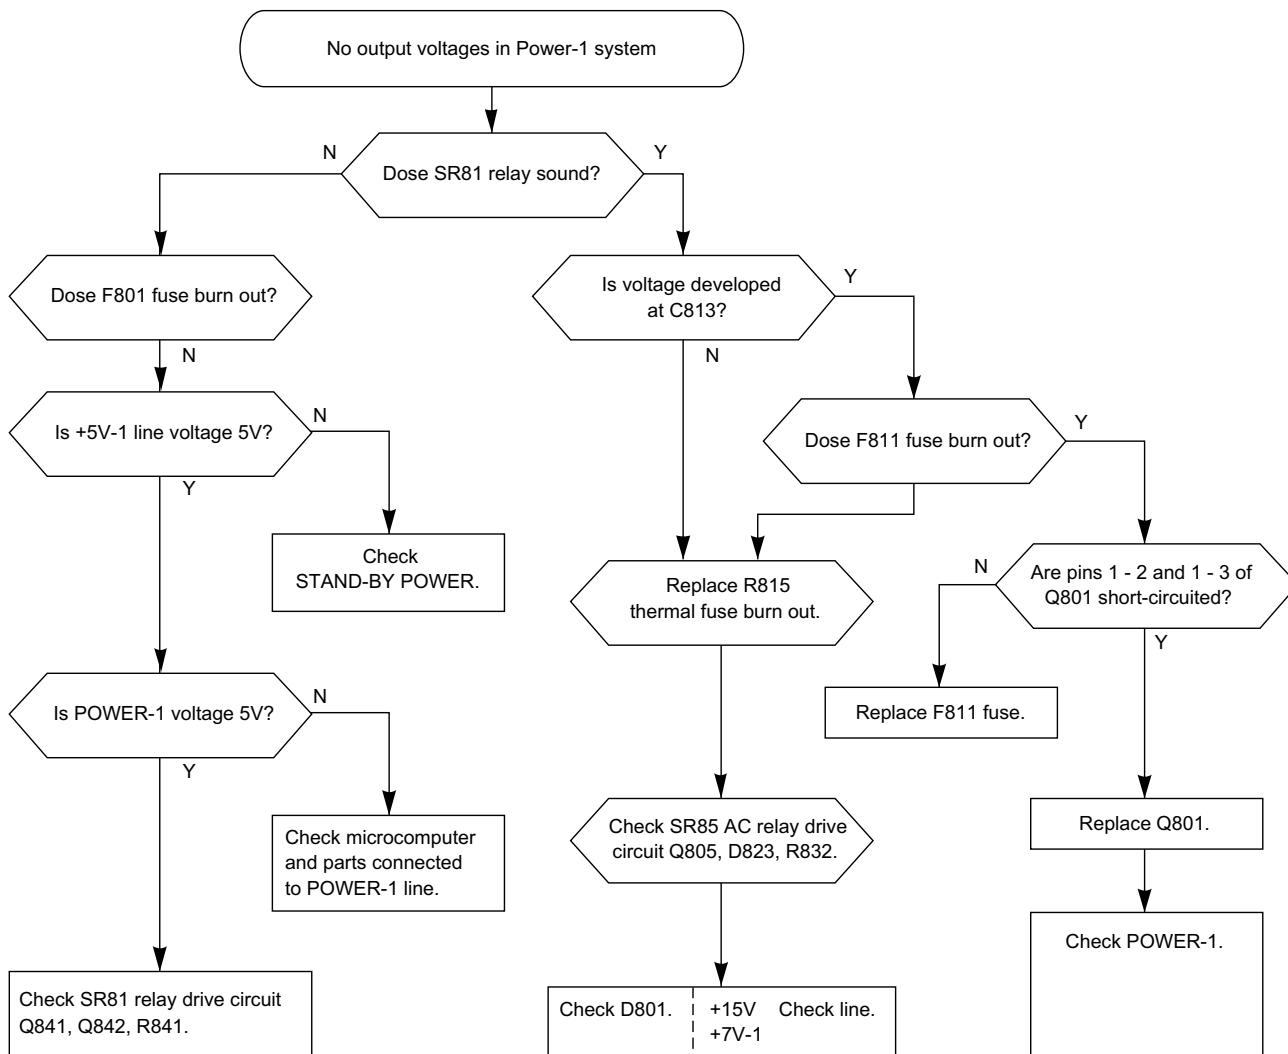 No output voltages in Power-1 system
N
Y
Dose SR81 relay sound?
Dose F801 fuse burn out?
N
Is voltage developed
at C813?
Y
N
Is +5V-1 line voltage 5V?
N
Y
Dose F811 fuse burn out?
Y
Check
STAND-BY POWER.
Replace R815
thermal fuse burn out.
N
Are pins 1 - 2 and 1 - 3 of
Q801 short-circuited?
Y
Is POWER-1 voltage 5V?
N
Y
Replace F811 fuse.
Check microcomputer
and parts connected
to POWER-1 line.
Check SR85 AC relay drive
circuit Q805, D823, R832.
Replace Q801.
Check POWER-1.
Check SR81 relay drive circuit
Q841, Q842, R841.
Check D801.
+15V Check line.
+7V-1